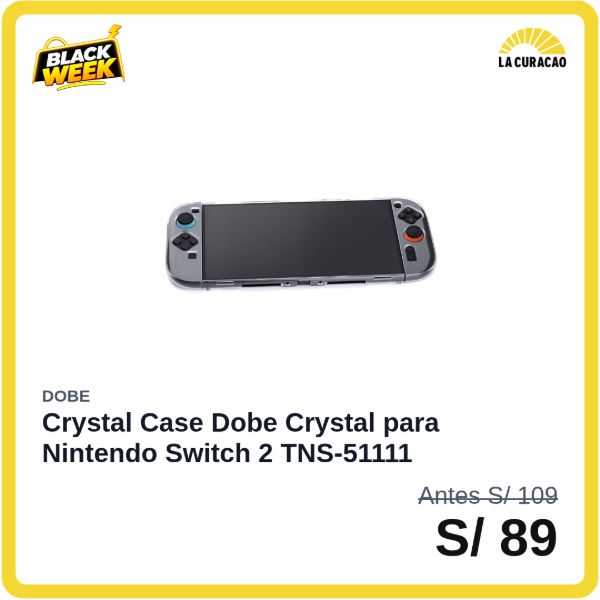 BLACK
WEEK
LA CURACAO
DOBE
Crystal Case Dobe Crystal para
Nintendo Switch 2 TNS-51111
Antes S/ 109
S/ 89